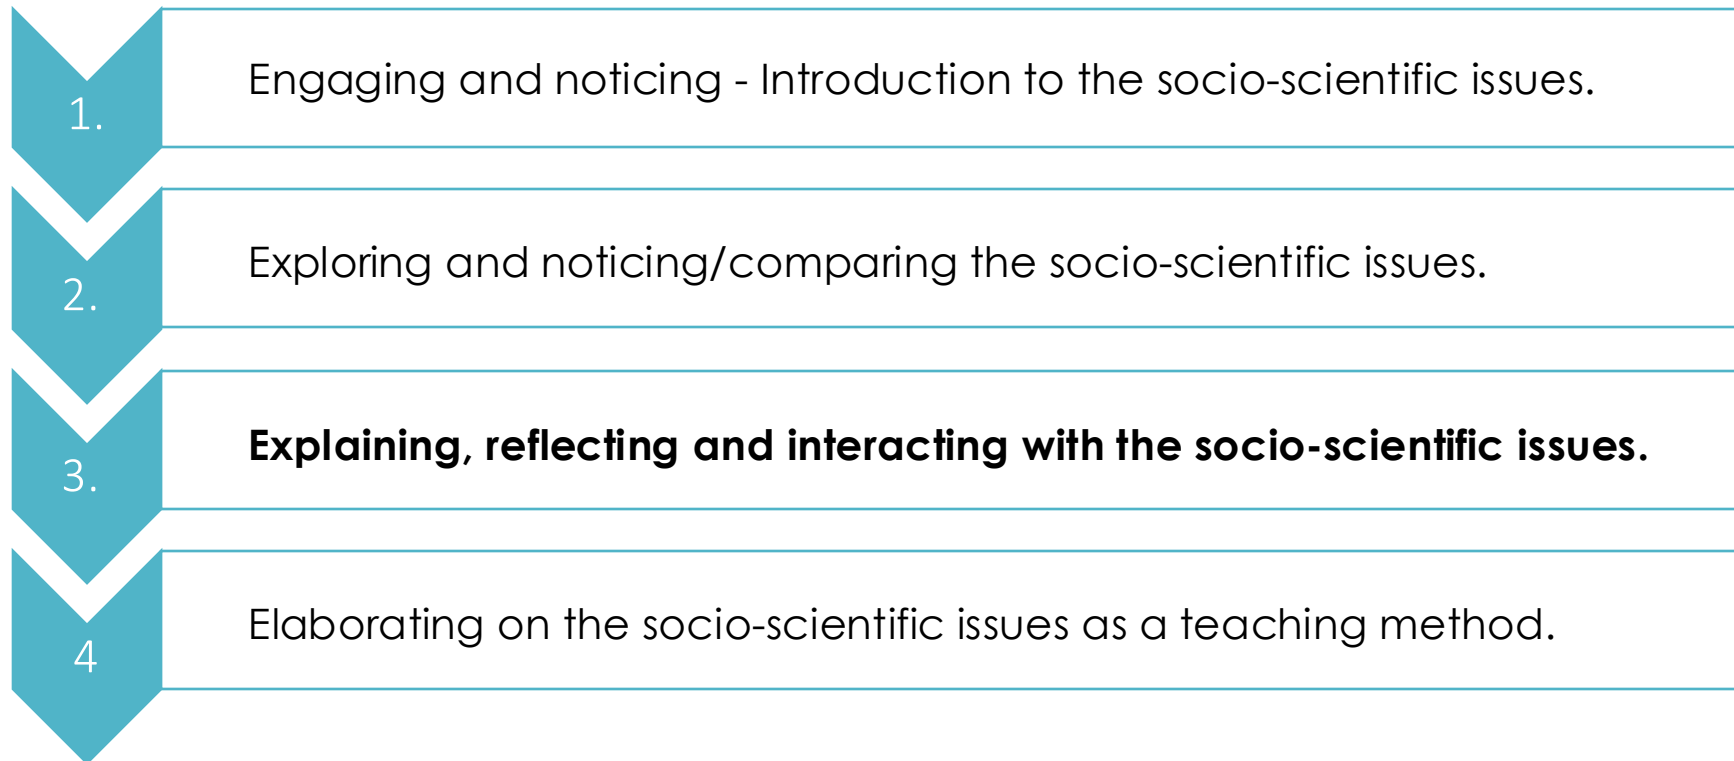 1.
Engaging and noticing - Introduction to the socio-scientific issues.
2.
Exploring and noticing/comparing the socio-scientific issues.
3.
Explaining, reflecting and interacting with the socio-scientific issues.
4
Elaborating on the socio-scientific issues as a teaching method.